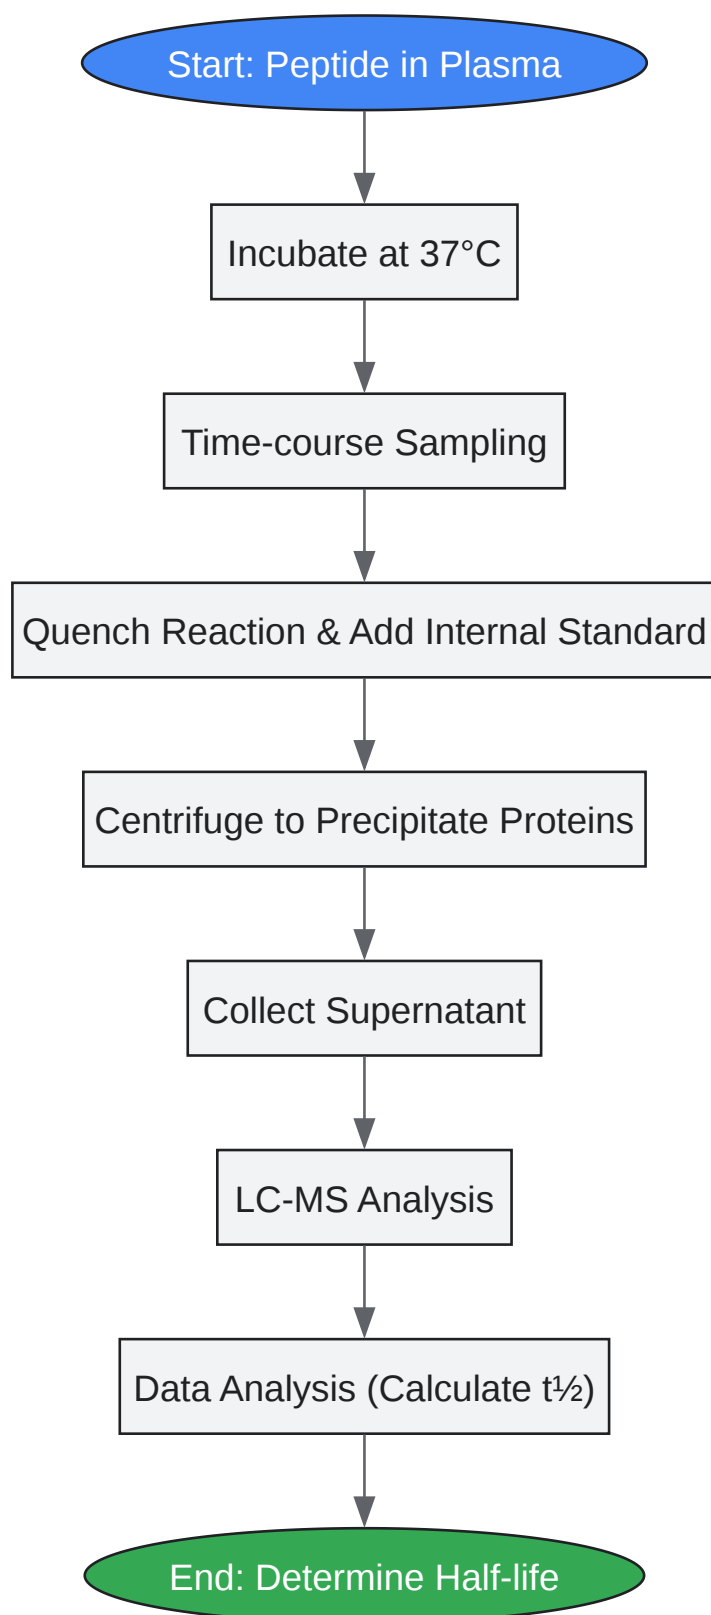 Start: Peptide in Plasma
Incubate at 37°C
Time-course Sampling
Quench Reaction & Add Internal Standard
Centrifuge to Precipitate Proteins
Collect Supernatant
LC-MS Analysis
Data Analysis (Calculate t½)
End: Determine Half-life